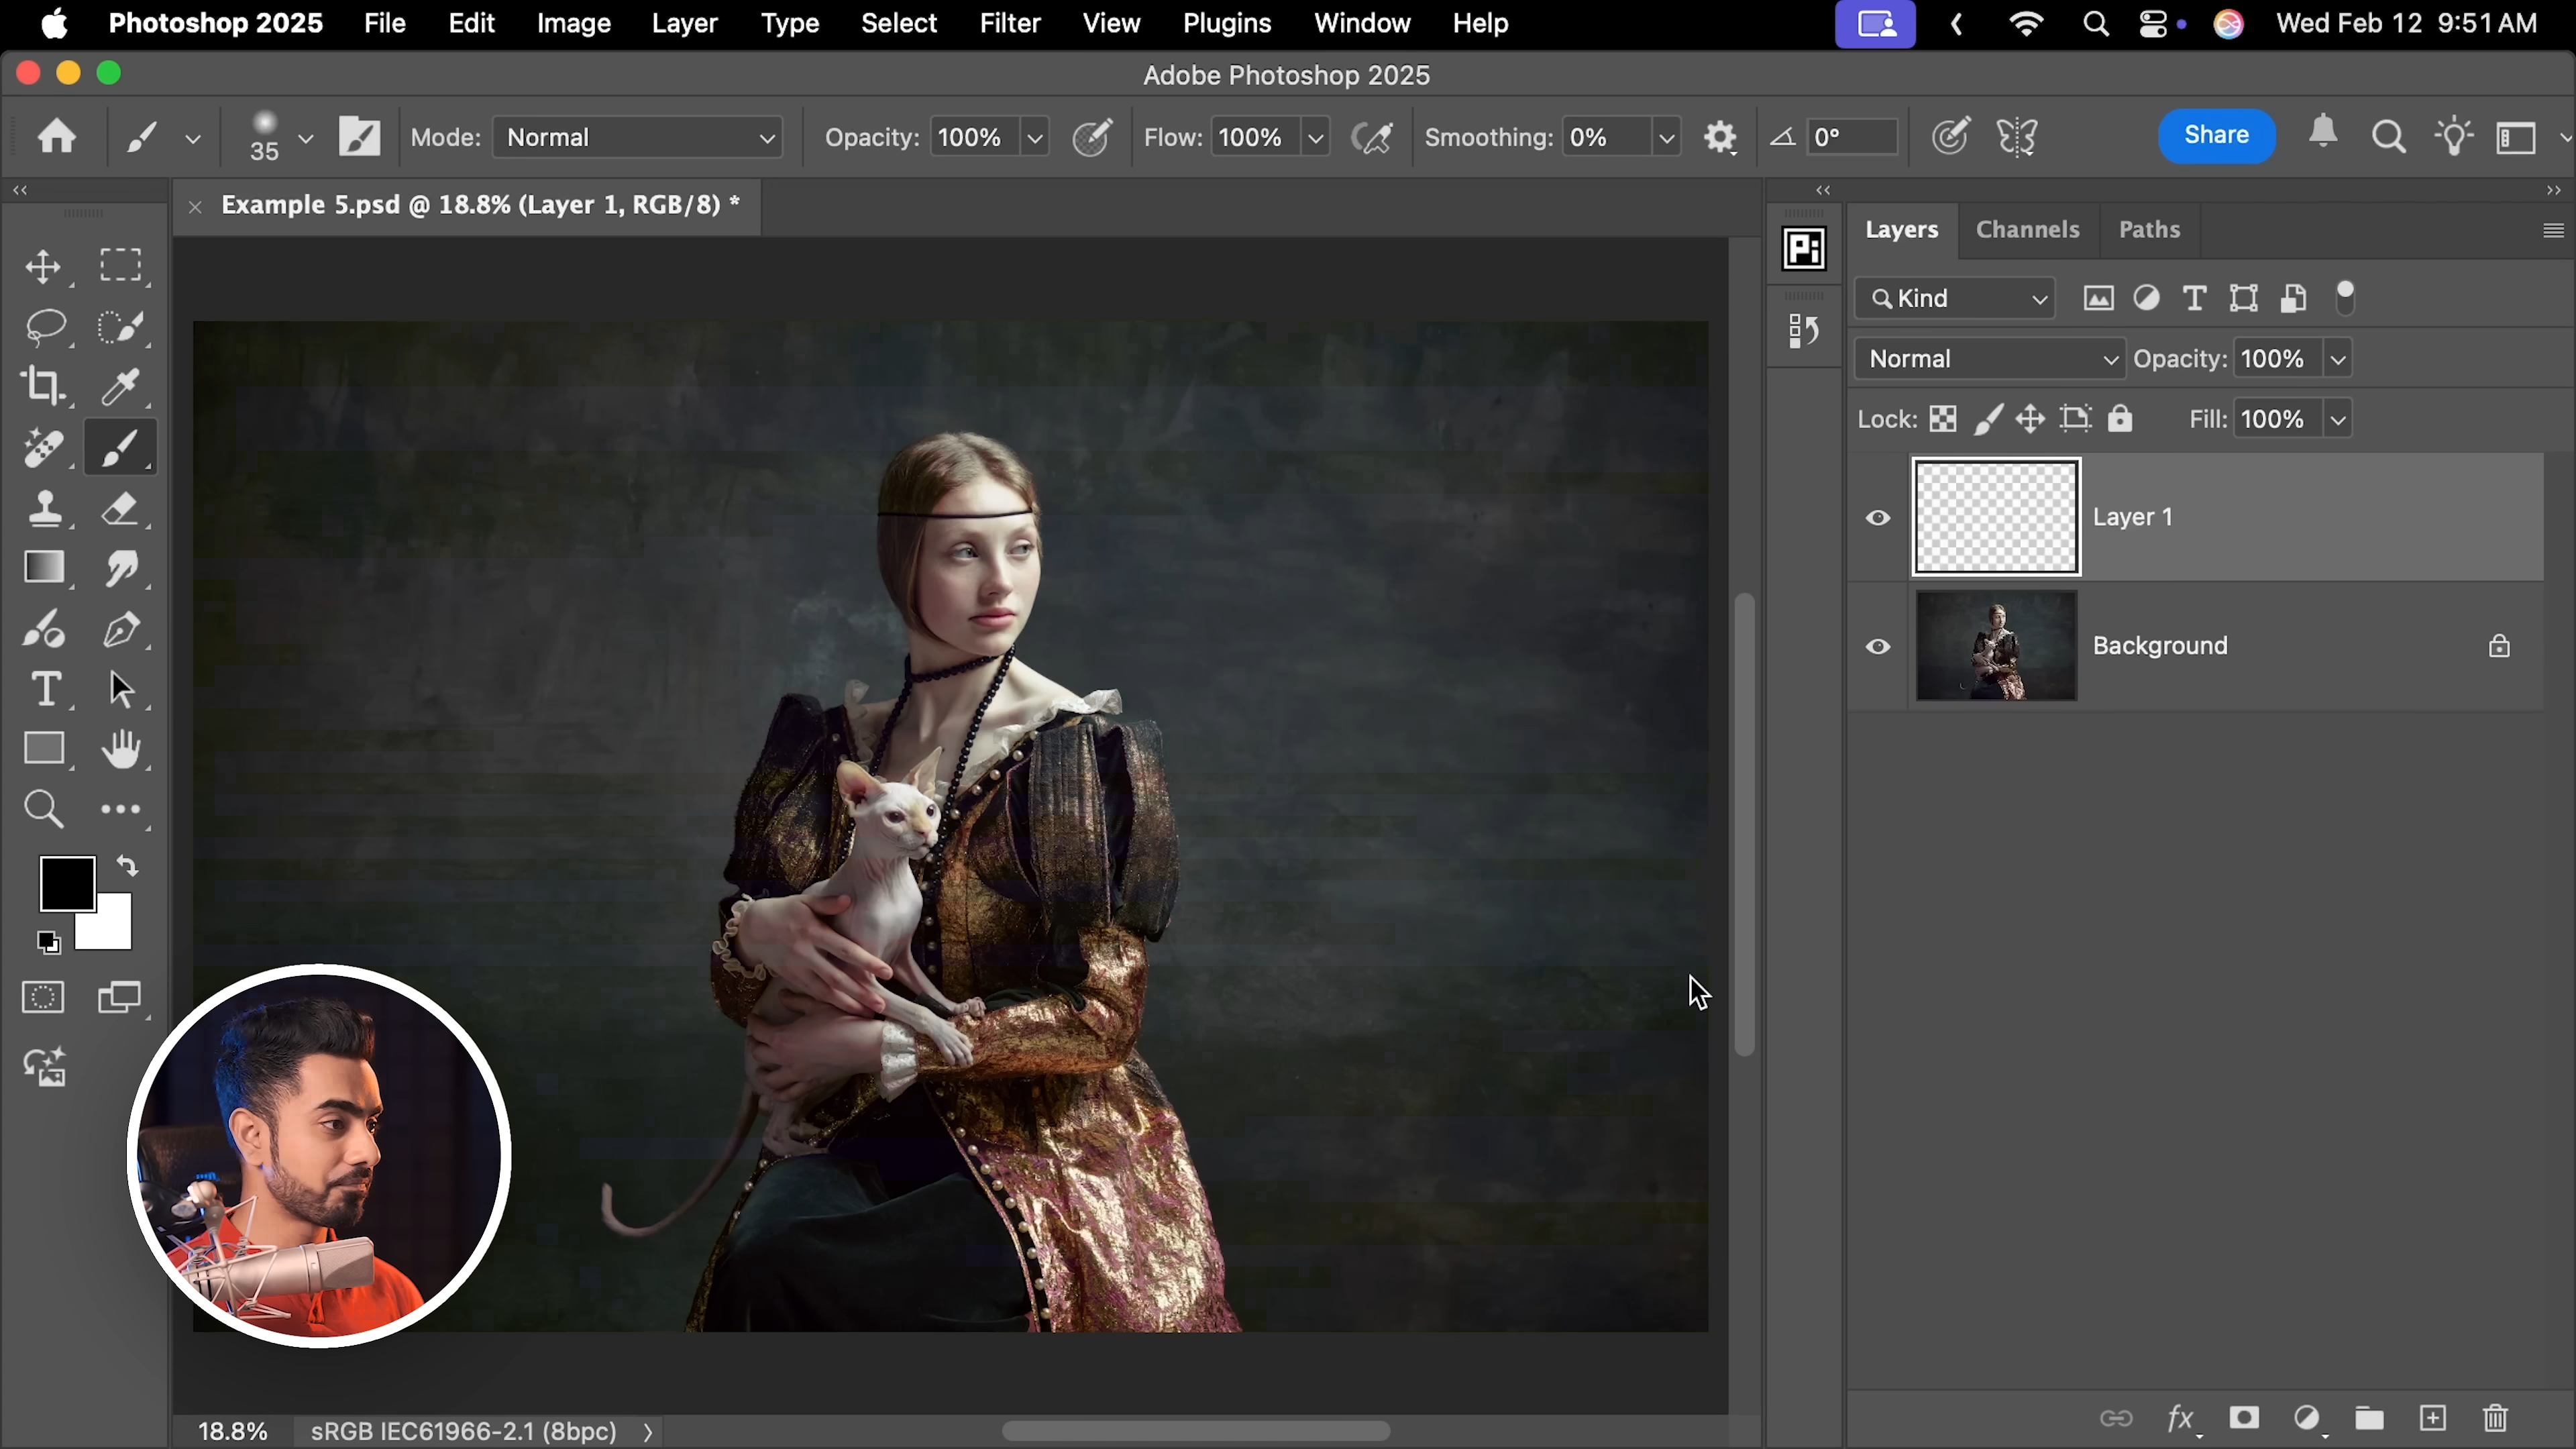 Photoshop 2025 File Edit Image Layer Type Select Filter View Plugins Window Help Wed Feb 12 9:51 AM
Adobe Photoshop 2025
35 Mode: Normal Opacity: 100% Flow: 100% Smoothing: 0% 0° Share
Example 5.psd @ 18.8% (Layer 1, RGB/8) *
Layers Channels Paths
Pi
Kind
Normal Opacity: 100%
Lock: Fill: 100%
Layer 1
Background
fx
18.8% sRGB IEC61966-2.1 (8bpc)